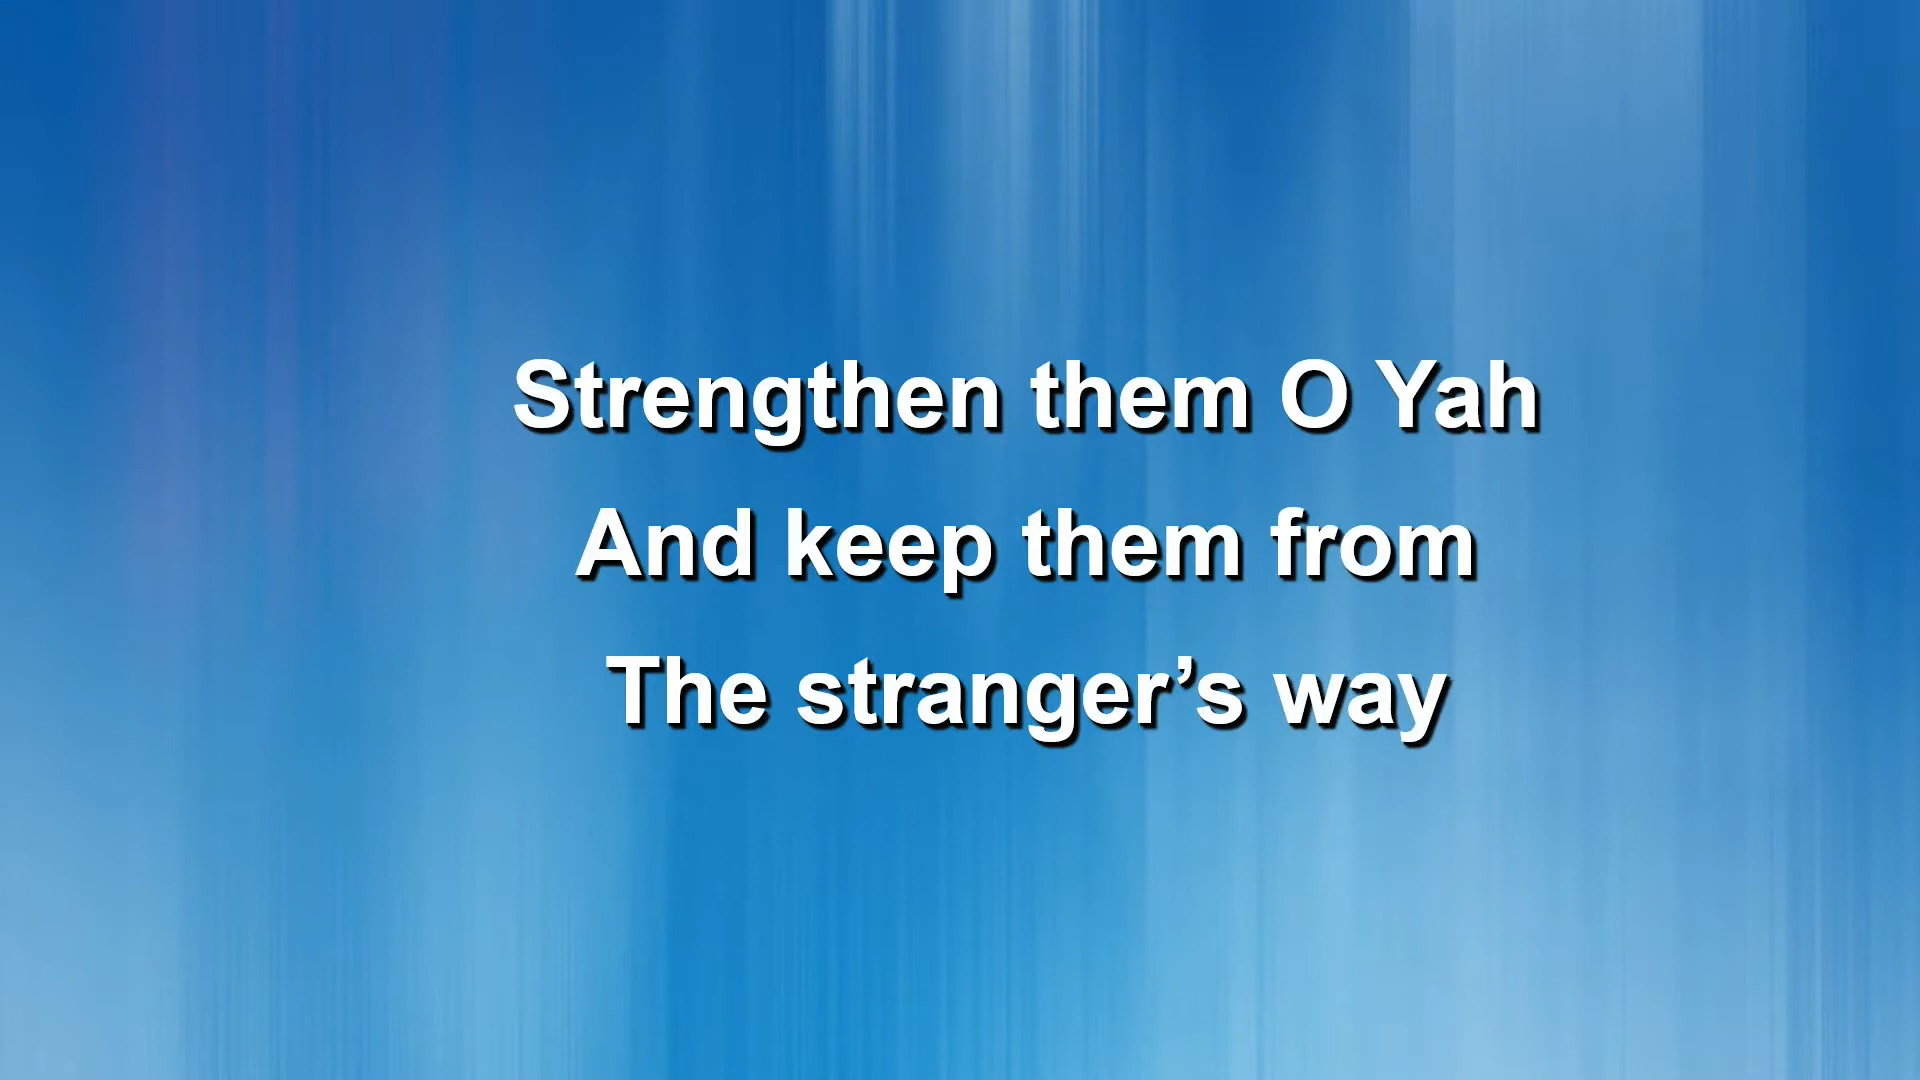 Strengthen them O Yah
And keep them from
The stranger’s way